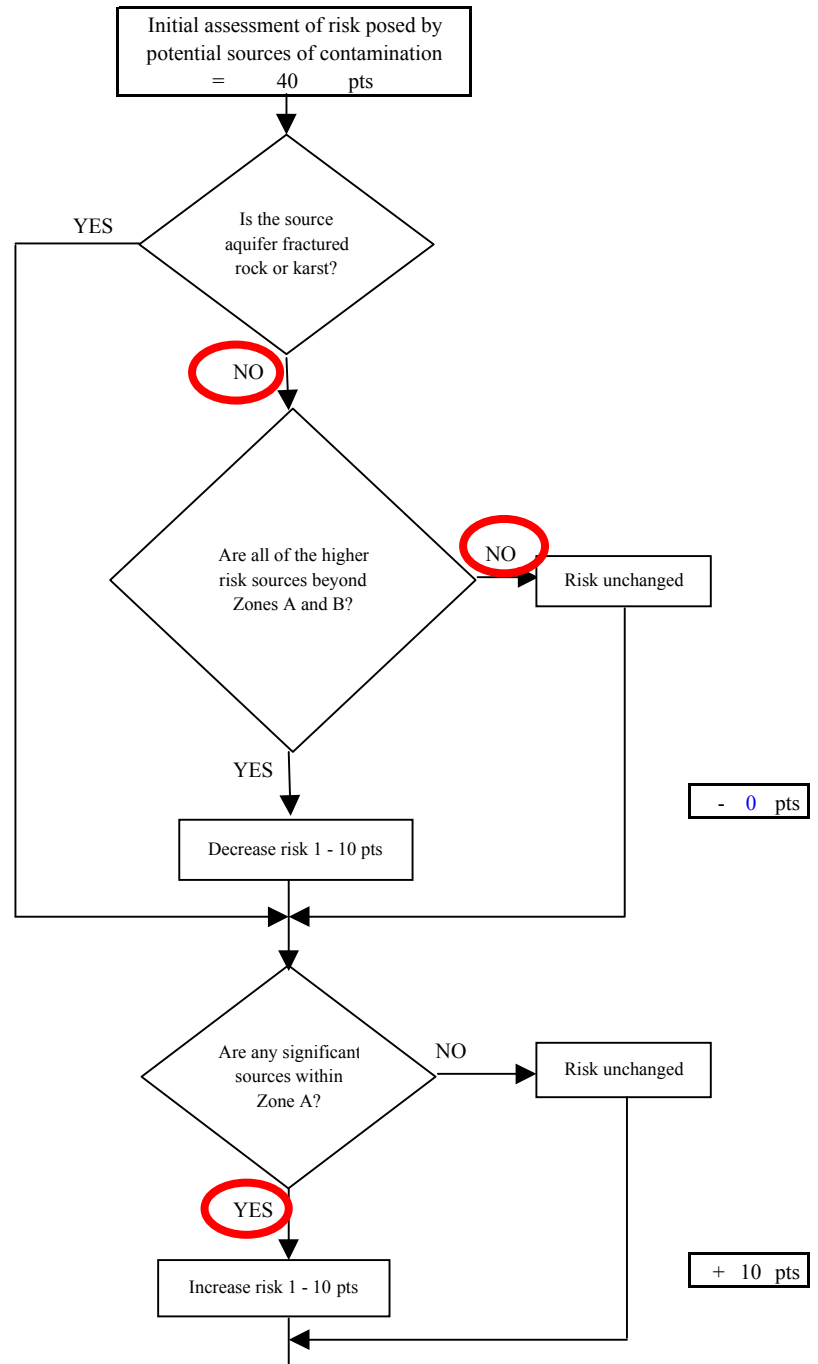 Initial assessment of risk posed by
potential sources of contamination
= 40 pts
YES
Is the source
aquifer fractured
rock or karst?
NO
Are all of the higher
risk sources beyond
Zones A and B?
NO
Risk unchanged
YES
- 0 pts
Decrease risk 1 - 10 pts
Are any significant
sources within
Zone A?
NO
Risk unchanged
YES
+ 10 pts
Increase risk 1 - 10 pts